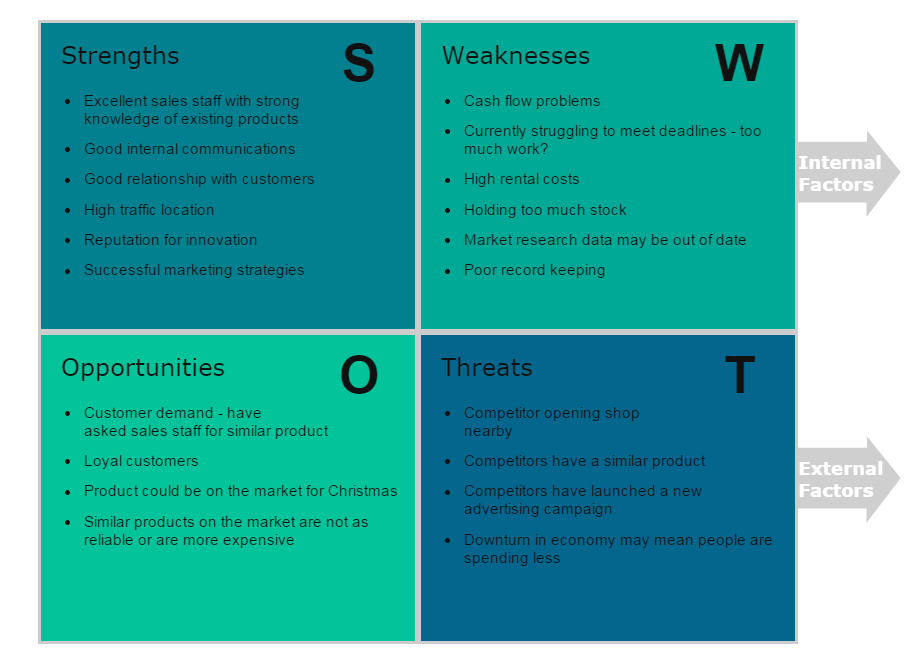 Strengths
S
• Excellent sales staff with strong
knowledge of existing products
• Good internal communications
• Good relationship with customers
• High traffic location
• Reputation for innovation
• Successful marketing strategies
Weaknesses
W
• Cash flow problems
• Currently struggling to meet deadlines - too
much work?
• High rental costs
• Holding too much stock
• Market research data may be out of date
• Poor record keeping
Internal
Factors
Opportunities
O
• Customer demand - have
asked sales staff for similar product
• Loyal customers
• Product could be on the market for Christmas
• Similar products on the market are not as
reliable or are more expensive
Threats
T
• Competitor opening shop
nearby
• Competitors have a similar product
• Competitors have launched a new
advertising campaign
• Downturn in economy may mean people are
spending less
External
Factors